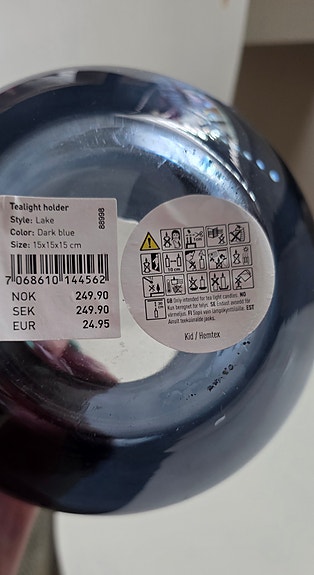 Tealight holder
Style: Lake
Color: Dark blue
Size: 15x15x15 cm
88998
7 068610 144562
NOK 249.90
SEK 249.90
EUR 24.95
10 cm
GB Only intended for tea light candles. NO
Kun beregnet for telys. SE Endast avsedd för
värmeljus. FI Sopii vain lämpökynttilöille. EST
Ainult teeküünalde jaoks.
Kid / Hemtex